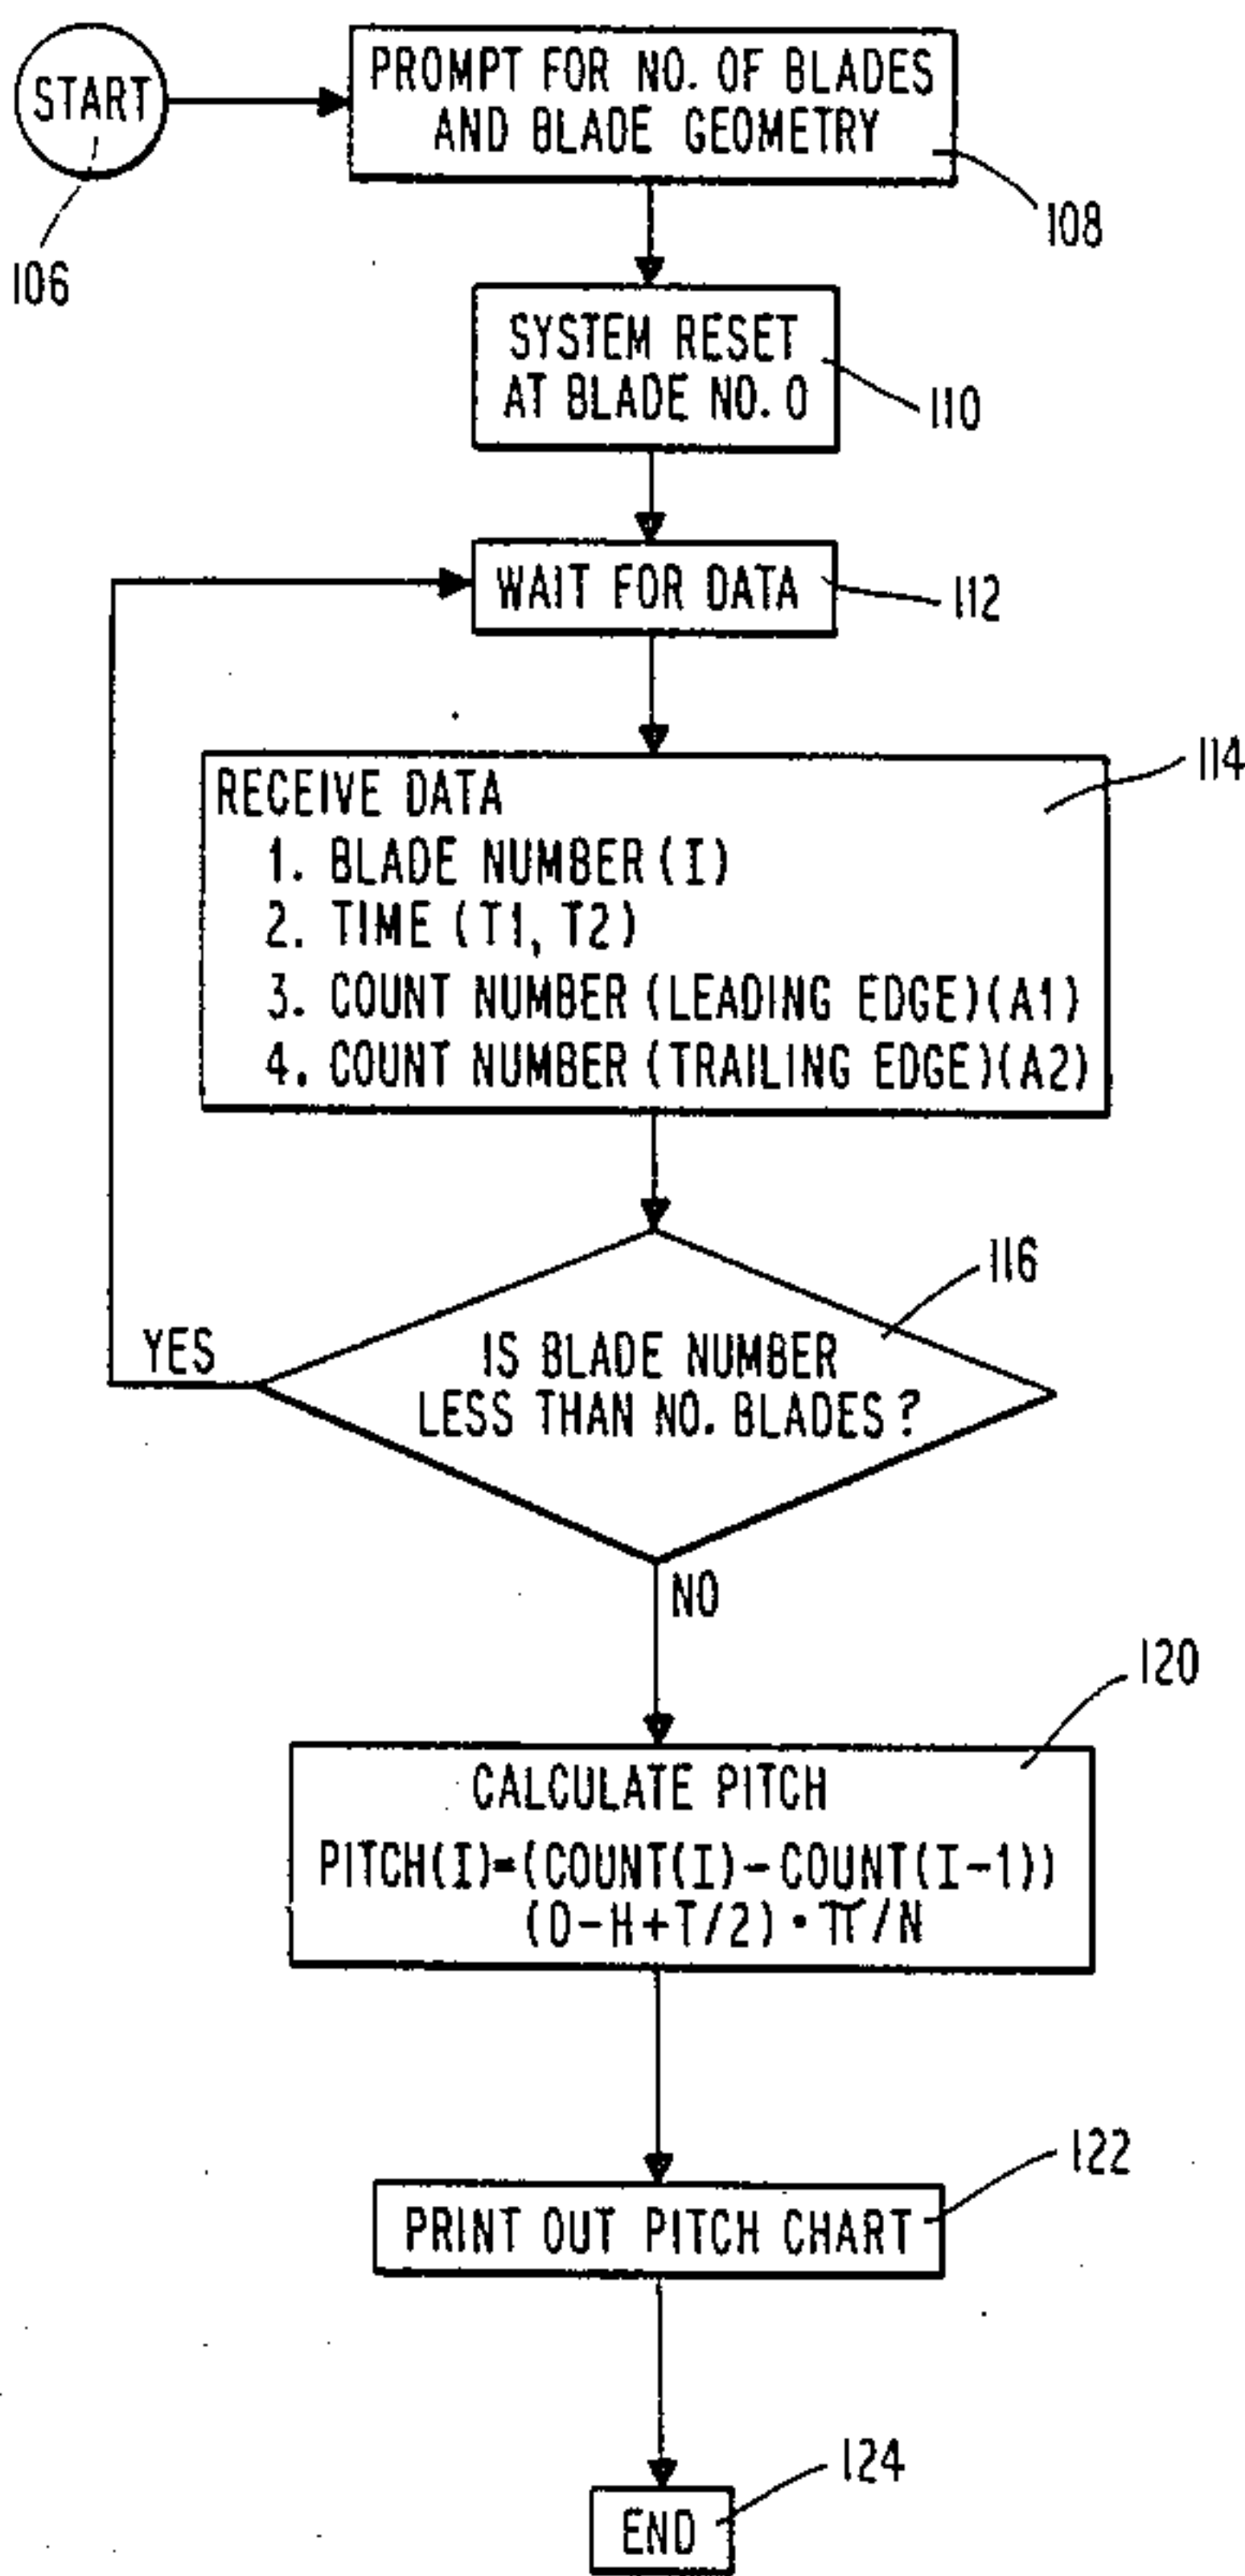 START
PROMPT FOR NO. OF BLADES
AND BLADE GEOMETRY
106
108
SYSTEM RESET
AT BLADE NO. 0
110
WAIT FOR DATA
112
114
RECEIVE DATA
1. BLADE NUMBER (I)
2. TIME (T1, T2)
3. COUNT NUMBER (LEADING EDGE)(A1)
4. COUNT NUMBER (TRAILING EDGE)(A2)
116
YES
IS BLADE NUMBER
LESS THAN NO. BLADES?
NO
120
CALCULATE PITCH
PITCH(I)=(COUNT(I)-COUNT(I-1))
(D-H+T/2)·π/N
122
PRINT OUT PITCH CHART
124
END